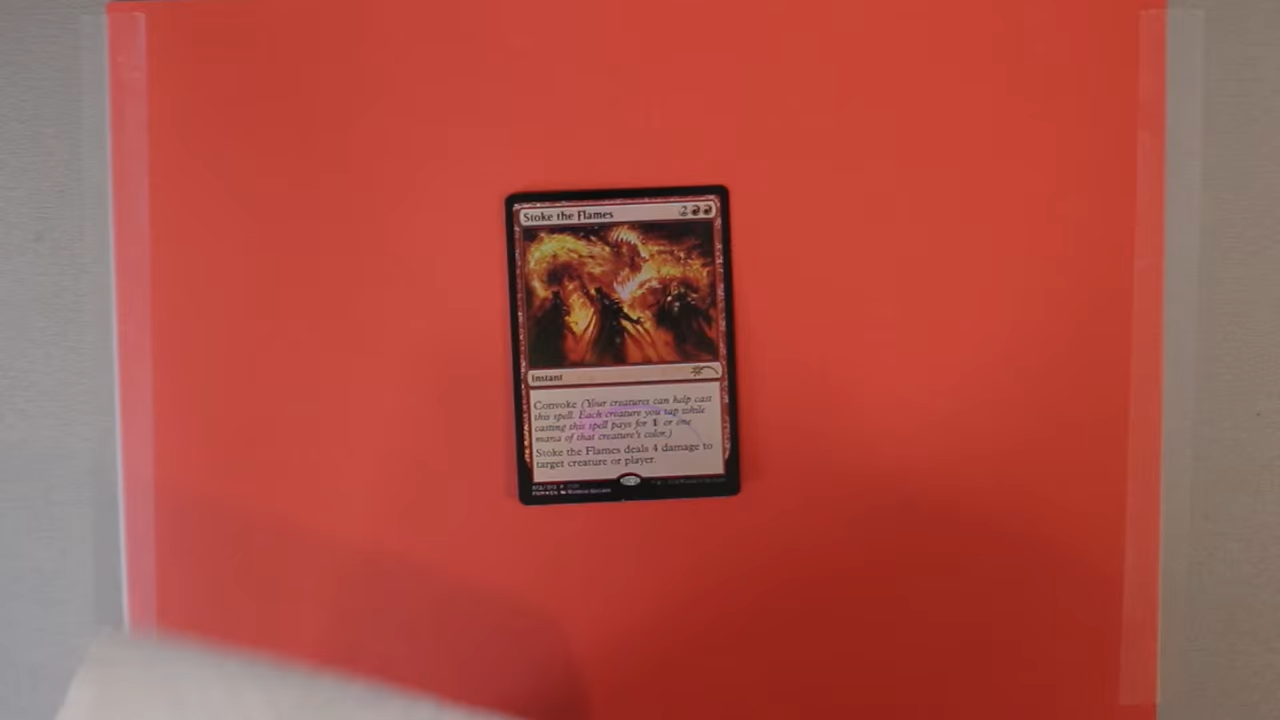 Stoke the Flames 2
Instant
Convoke (Your creatures can help cast
this spell. Each creature you tap while
casting this spell pays for 1 or one
mana of that creature's color.)
Stoke the Flames deals 4 damage to
target creature or player.